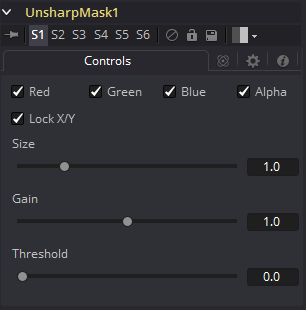 UnsharpMask1
S1 S2 S3 S4 S5 S6
Controls
Red Green Blue Alpha
Lock X/Y
Size
1.0
Gain
1.0
Threshold
0.0